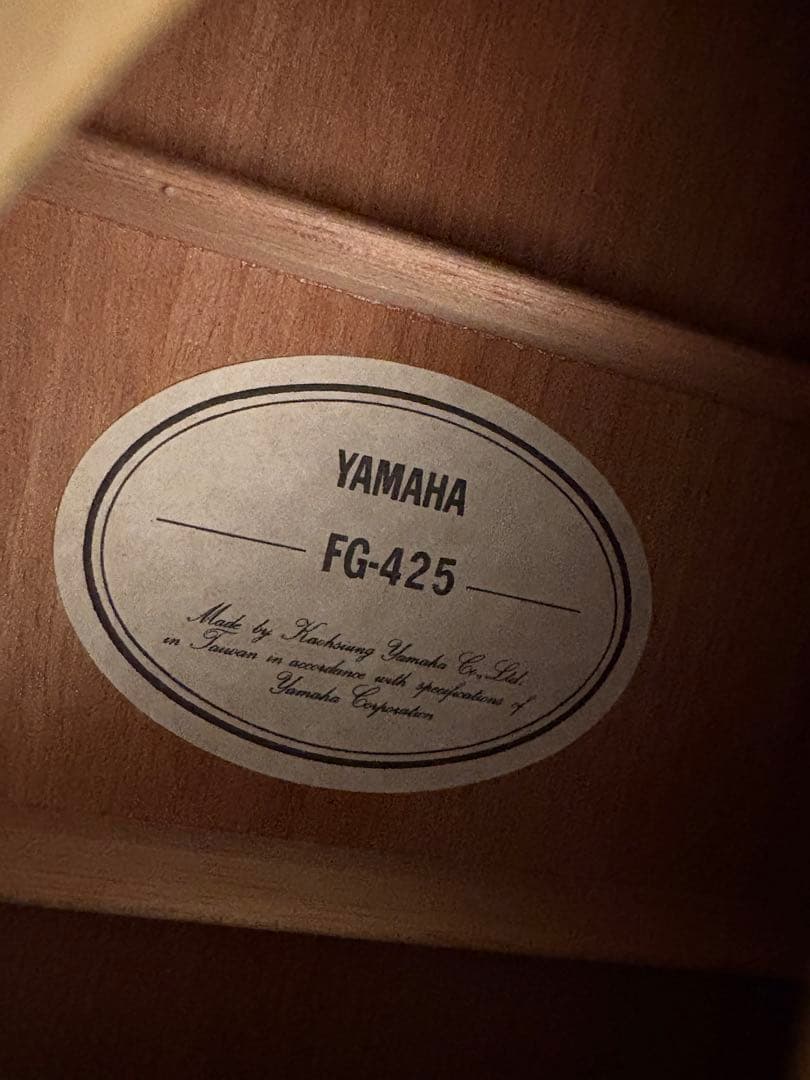 YAMAHA
FG-425
Made by Kaohsiung Yamaha Co., Ltd.
in Taiwan in accordance with specifications of
Yamaha Corporation